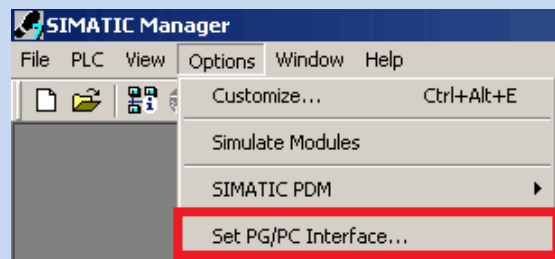 SIMATIC Manager
File PLC View Options Window Help
Customize... Ctrl+Alt+E
Simulate Modules
SIMATIC PDM
Set PG/PC Interface...